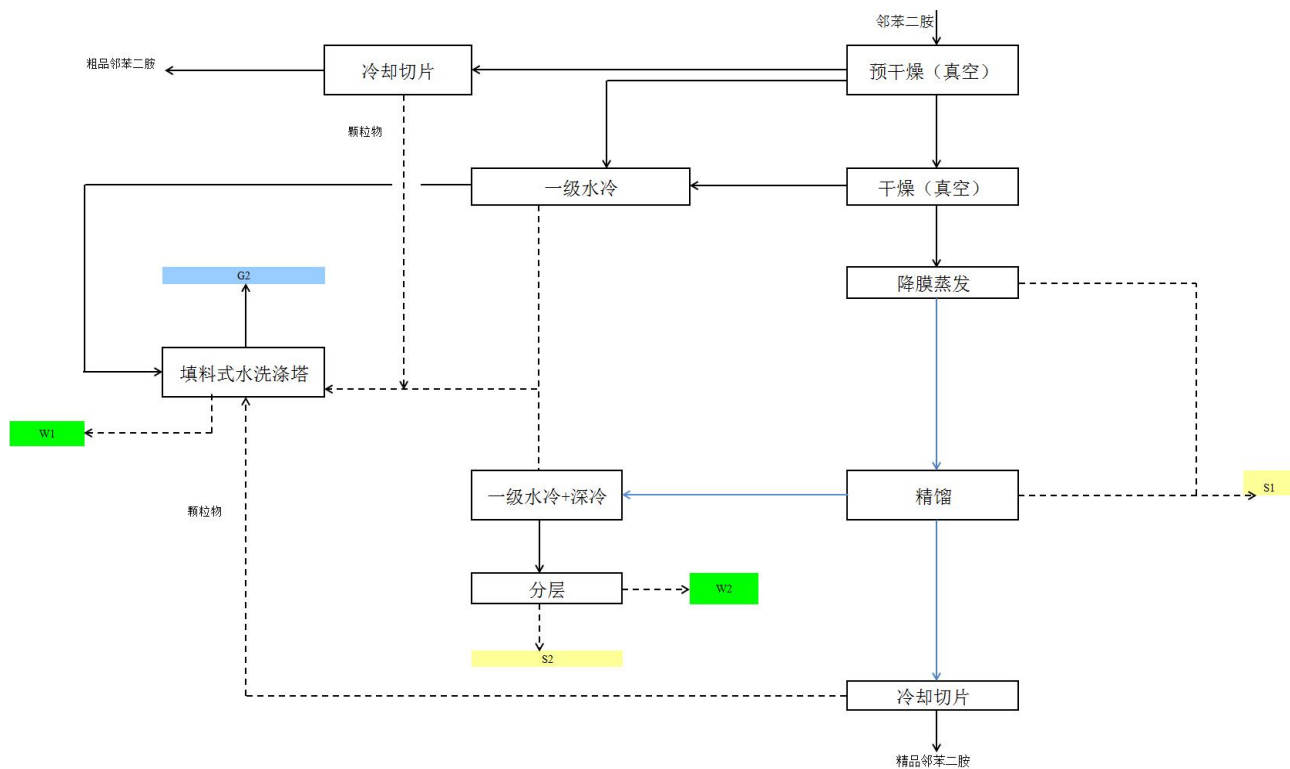 邻苯二胺
粗品邻苯二胺
冷却切片
预干燥（真空）
颗粒物
一级水冷
干燥（真空）
G2
降膜蒸发
填料式水洗涤塔
W1
一级水冷+深冷
精馏
S1
颗粒物
分层
W2
S2
冷却切片
精品邻苯二胺